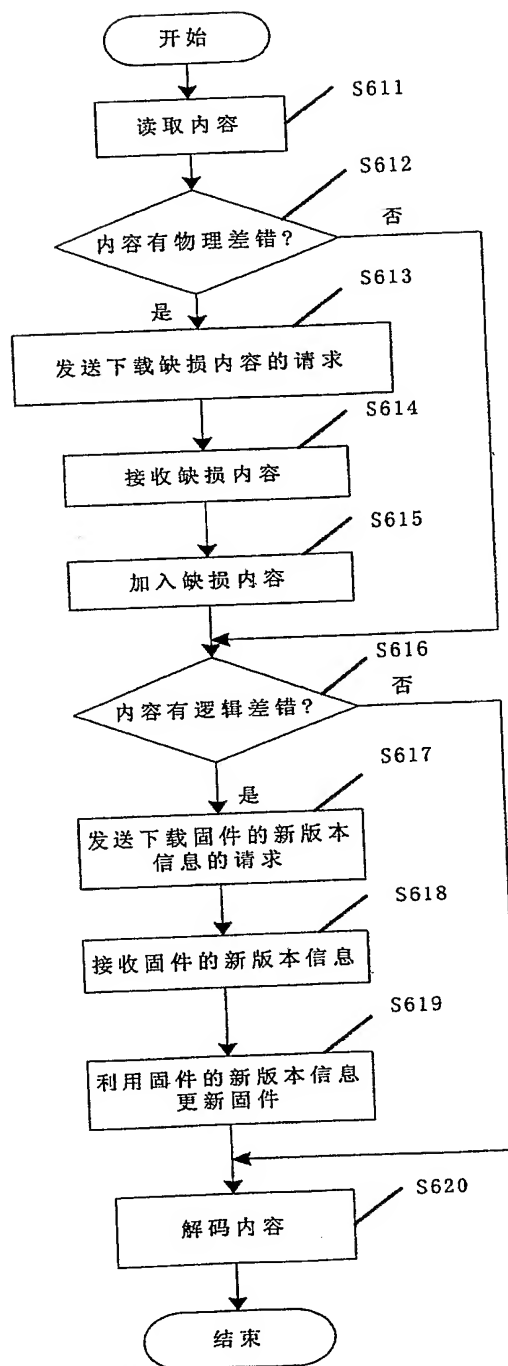 开始
S611
读取内容
S612
内容有物理差错?
否
是
S613
发送下载缺损内容的请求
S614
接收缺损内容
S615
加入缺损内容
S616
内容有逻辑差错?
否
是
S617
发送下载固件的新版本
信息的请求
S618
接收固件的新版本信息
S619
利用固件的新版本信息
更新固件
S620
解码内容
结束